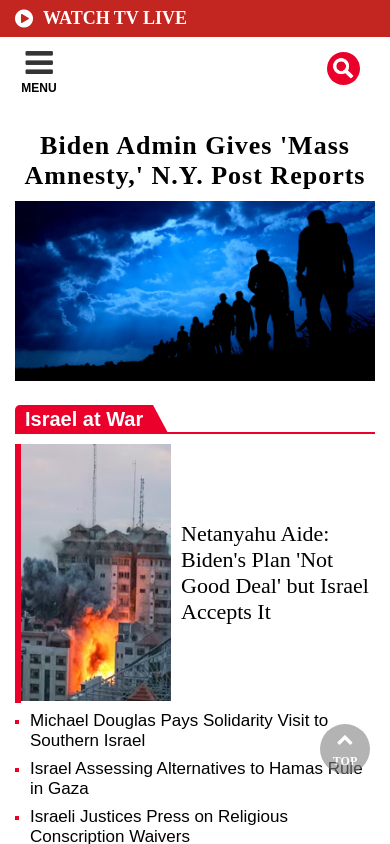 WATCH TV LIVE
MENU
Biden Admin Gives 'Mass
Amnesty,' N.Y. Post Reports
Israel at War
Netanyahu Aide:
Biden's Plan 'Not
Good Deal' but Israel
Accepts It
Michael Douglas Pays Solidarity Visit to
Southern Israel
Israel Assessing Alternatives to Hamas Rule
in Gaza
TOP
Israeli Justices Press on Religious
Conscription Waivers